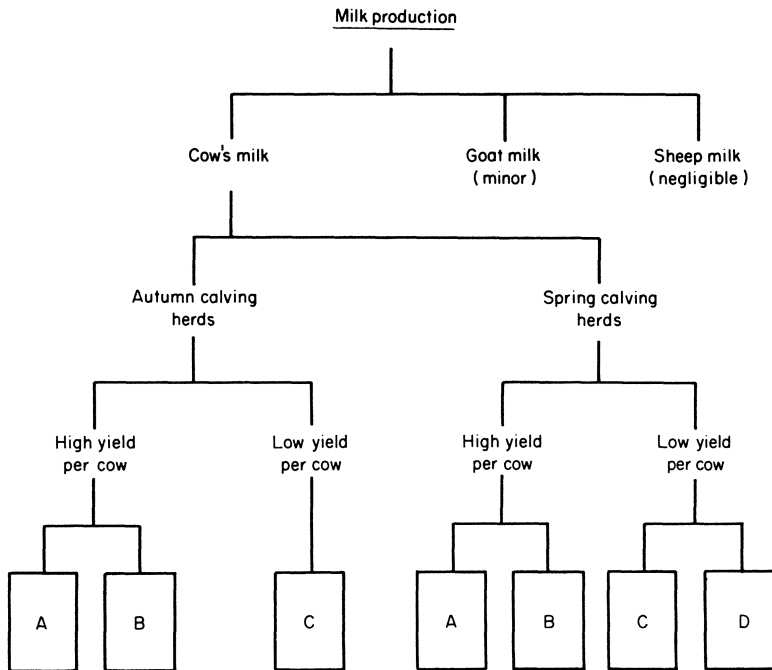 Milk production
Cow's milk
Goat milk
(minor)
Sheep milk
(negligible)
Autumn calving
herds
Spring calving
herds
High yield
per cow
Low yield
per cow
High yield
per cow
Low yield
per cow
A
B
C
A
B
C
D